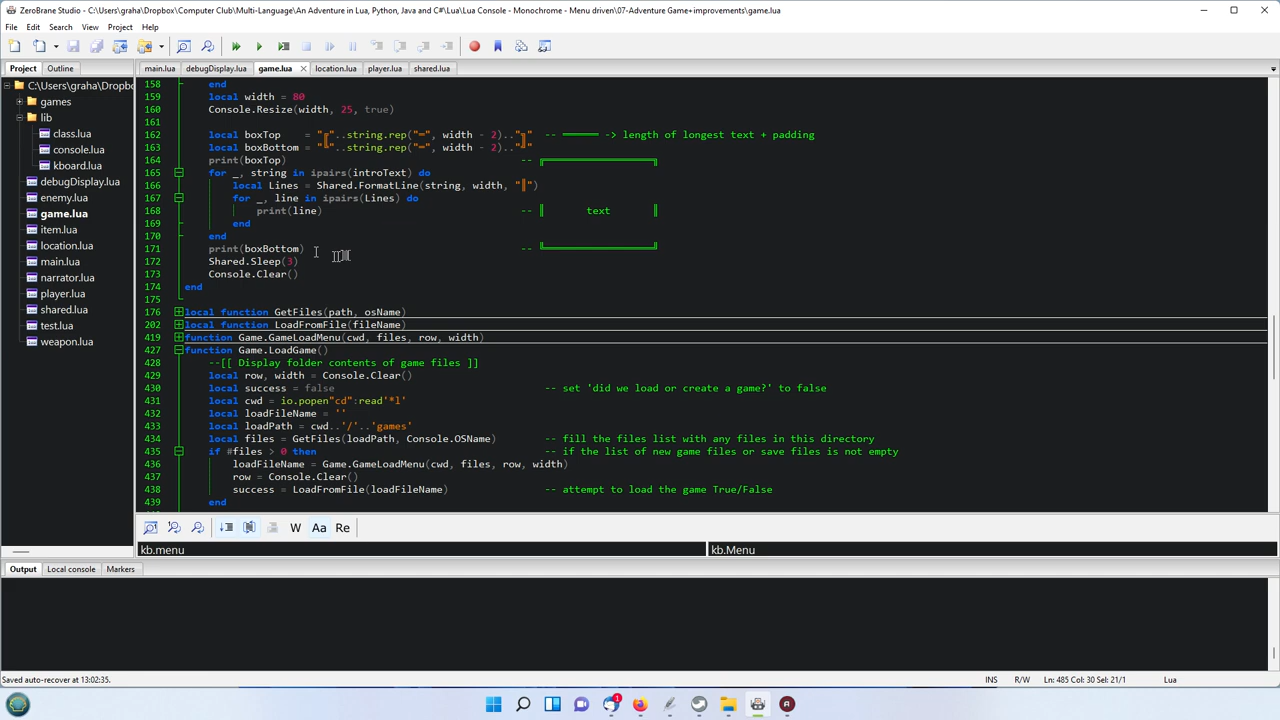 ZeroBrane Studio - C:\Users\graha\Dropbox\Computer Club\Multi-Language\An Adventure in Lua, Python, Java and C#\Lua\Lua Console - Monochrome - Menu driven\07-Adventure Game+improvements\game.lua
File Edit Search View Project Help
Project Outline main.lua debugDisplay.lua game.lua location.lua player.lua shared.lua
C:\Users\graha\Dropbox
games
lib
class.lua
console.lua
kboard.lua
debugDisplay.lua
enemy.lua
game.lua
item.lua
location.lua
main.lua
narrator.lua
player.lua
shared.lua
test.lua
weapon.lua
158 end
159 local width = 80
160 Console.Resize(width, 25, true)
161
162 local boxTop = "╔"..string.rep("═", width - 2).."╗" -- ══════ -> length of longest text + padding
163 local boxBottom = "╚"..string.rep("═", width - 2).."╝"
164 print(boxTop) -- ╔══════════════════╗
165 for _, string in ipairs(introText) do
166 local Lines = Shared.FormatLine(string, width, "║")
167 for _, line in ipairs(Lines) do
168 print(line) -- ║ text ║
169 end
170 end
171 print(boxBottom) -- ╚══════════════════╝
172 Shared.Sleep(3)
173 Console.Clear()
174 end
175
176 local function GetFiles(path, osName)
202 local function LoadFromFile(fileName)
419 function Game.GameLoadMenu(cwd, files, row, width)
427 function Game.LoadGame()
428 --[[ Display folder contents of game files ]]
429 local row, width = Console.Clear()
430 local success = false -- set 'did we load or create a game?' to false
431 local cwd = io.popen"cd":read'*l'
432 local loadFileName = ''
433 local loadPath = cwd..'/'..'games'
434 local files = GetFiles(loadPath, Console.OSName) -- fill the files list with any files in this directory
435 if #files > 0 then -- if the list of new game files or save files is not empty
436 loadFileName = Game.GameLoadMenu(cwd, files, row, width)
437 row = Console.Clear()
438 success = LoadFromFile(loadFileName) -- attempt to load the game True/False
439 end
W Aa Re
kb.menu kb.Menu
Output Local console Markers
Saved auto-recover at 13:02:35. INS R/W Ln: 485 Col: 30 Sel: 21/1 Lua
1